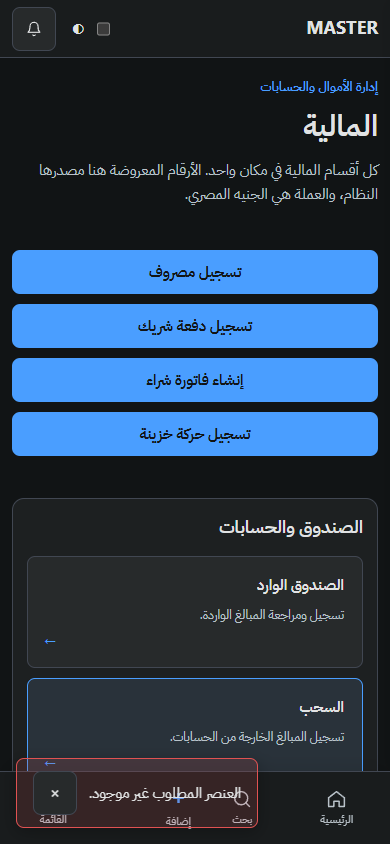 MASTER
إدارة الأموال والحسابات
المالية
كل أقسام المالية في مكان واحد. الأرقام المعروضة هنا مصدرها
النظام، والعملة هي الجنيه المصري.
تسجيل مصروف
تسجيل دفعة شريك
إنشاء فاتورة شراء
تسجيل حركة خزينة
الصندوق والحسابات
الصندوق الوارد
تسجيل ومراجعة المبالغ الواردة.
←
السحب
تسجيل المبالغ الخارجة من الحسابات.
←
العنصر المطلوب غير موجود.
×
الرئيسية
بحث
إضافة
القائمة